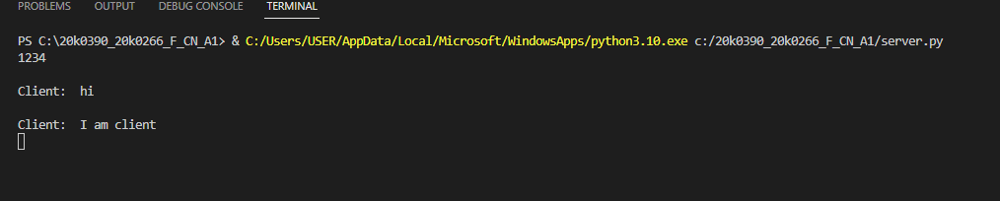 PROBLEMS OUTPUT DEBUG CONSOLE TERMINAL
PS C:\20k0390_20k0266_F_CN_A1> & C:/Users/USER/AppData/Local/Microsoft/WindowsApps/python3.10.exe c:/20k0390_20k0266_F_CN_A1/server.py
1234
Client:  hi
Client:  I am client